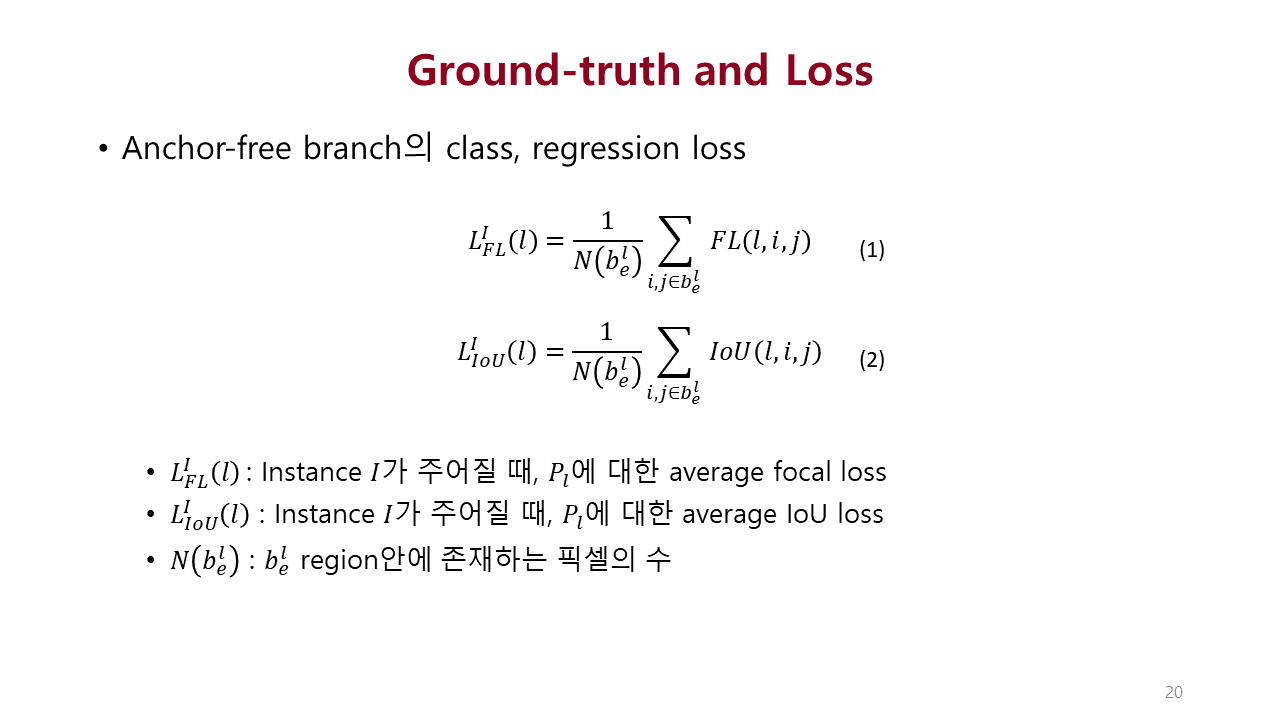 Ground-truth and Loss
• Anchor-free branch의 class, regression loss
$L_{FL}^{I}(l) = \frac{1}{N(b_e^l)} \sum_{i,j \in b_e^l} FL(l, i, j)$ (1)
$L_{IoU}^{I}(l) = \frac{1}{N(b_e^l)} \sum_{i,j \in b_e^l} IoU(l, i, j)$ (2)
• $L_{FL}^{I}(l)$ : Instance $I$가 주어질 때, $P_l$에 대한 average focal loss
• $L_{IoU}^{I}(l)$ : Instance $I$가 주어질 때, $P_l$에 대한 average IoU loss
• $N(b_e^l)$ : $b_e^l$ region안에 존재하는 픽셀의 수
20